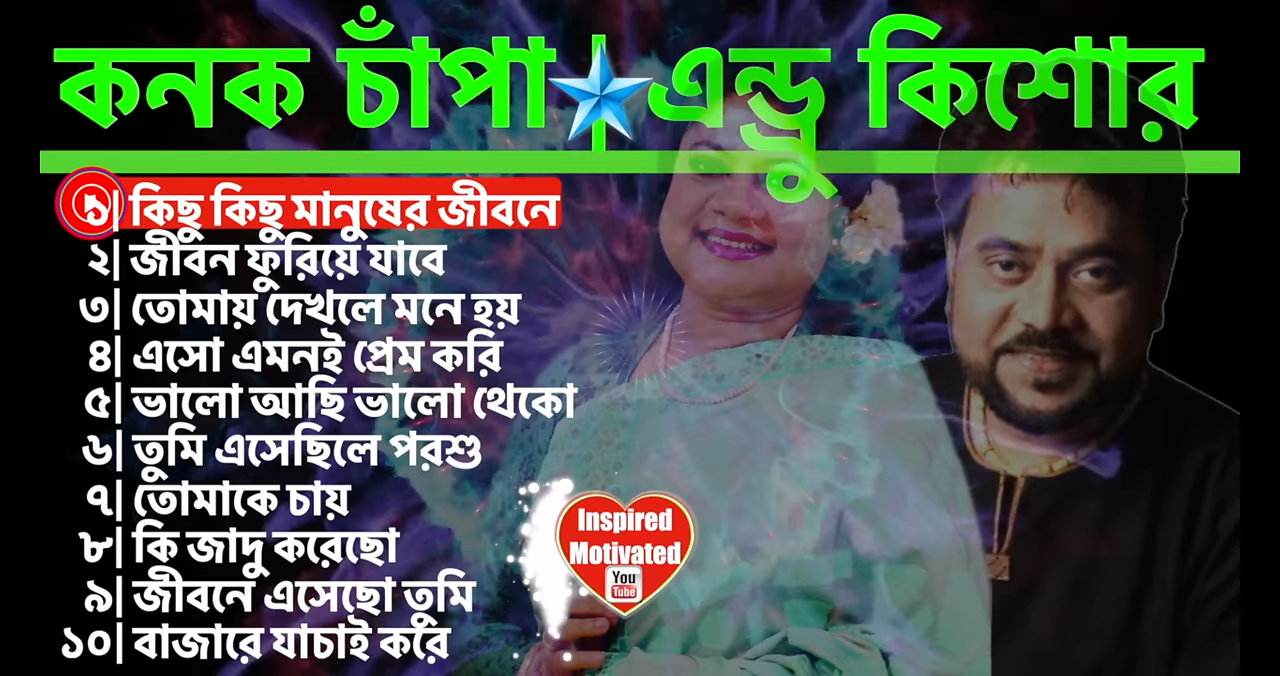 কনক চাঁপা | এন্ড্রু কিশোর
১| কিছু কিছু মানুষের জীবনে
২| জীবন ফুরিয়ে যাবে
৩| তোমায় দেখলে মনে হয়
৪| এসো এমনই প্রেম করি
৫| ভালো আছি ভালো থেকো
৬| তুমি এসেছিলে পরশু
৭| তোমাকে চায়
৮| কি জাদু করেছো
৯| জীবনে এসেছো তুমি
১০| বাজারে যাচাই করে
Inspired
Motivated
You
Tube